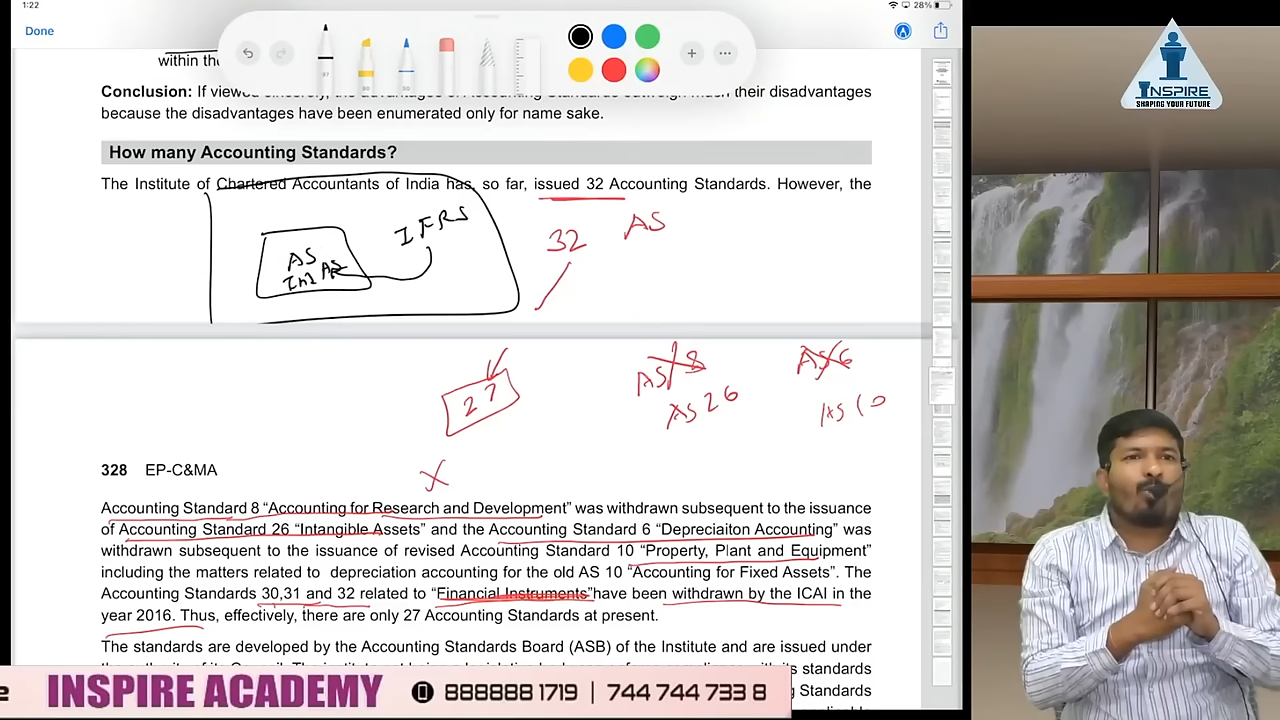 1:22
28%
Done
INSPIRE
SHAPING YOUR FUTURE
within the
Conclusion: If their disadvantages
because the disadvantages have been enumerated only for name sake.
How many Accounting Standards?
The Institute of Chartered Accountants of India has, so far, issued 32 Accounting Standards. However, the
IFRS
32 AS
AS
Ind AS
27
AS 8
AS 6
AS 26
AS 10
X
328 EP-C&MA
Accounting Standard 8 “Accounting for Research and Development” was withdrawn subsequent to the issuance
of Accounting Standard 26 “Intangible Assets” and the Accounting Standard 6 “Depreciaiton Accounting” was
withdrawn subsequent to the issuance of revised Accounting Standard 10 “Property, Plant and Equipment”
including the matter related to depreciation accounting for the old AS 10 “Accounting for Fixed Assets”. The
Accounting Standards 30,31 and 32 related to “Financial Instruments”have been withdrawn by the ICAI in the
year 2016. Thus, effectively, there are only 27 Accounting Standards at present.
The standards are developed by the Accounting Standards Board (ASB) of the Institute and are issued under
standards
Standards
INSPIRE ACADEMY 888888 1719 | 744 744 733 8